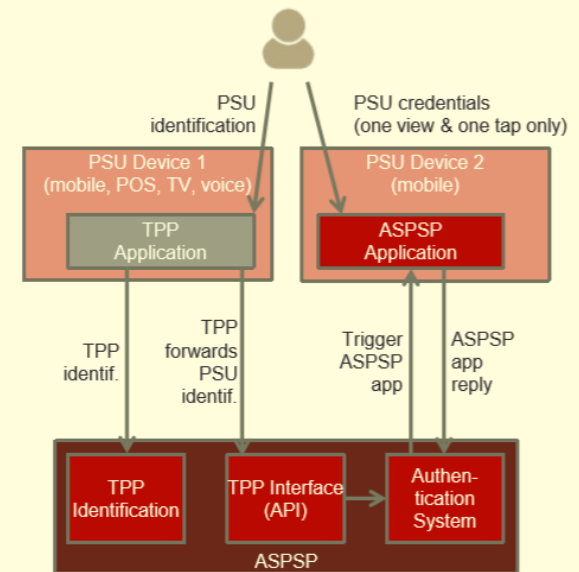 PSU
identification
PSU credentials
(one view & one tap only)
PSU Device 1
(mobile, POS, TV, voice)
TPP
Application
PSU Device 2
(mobile)
ASPSP
Application
TPP
identif.
TPP
forwards
PSU
identif.
Trigger
ASPSP
app
ASPSP
app
reply
TPP
Identification
TPP Interface
(API)
Authen-
tication
System
ASPSP